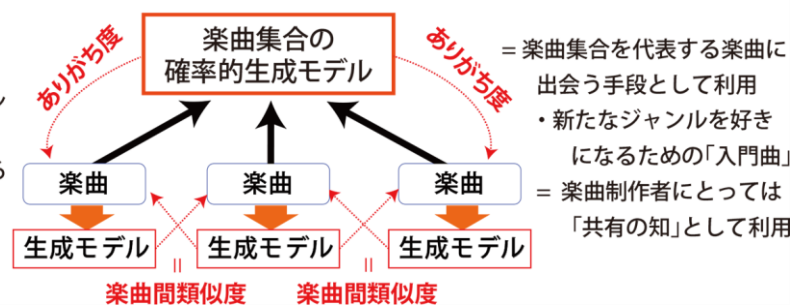 楽曲集合の
確率的生成モデル
ありがち度
ありがち度
= 楽曲集合を代表する楽曲に
出会う手段として利用
・新たなジャンルを好き
になるための「入門曲」
= 楽曲制作者にとっては
「共有の知」として利用
楽曲
楽曲
楽曲
生成モデル
生成モデル
生成モデル
=
=
楽曲間類似度
楽曲間類似度